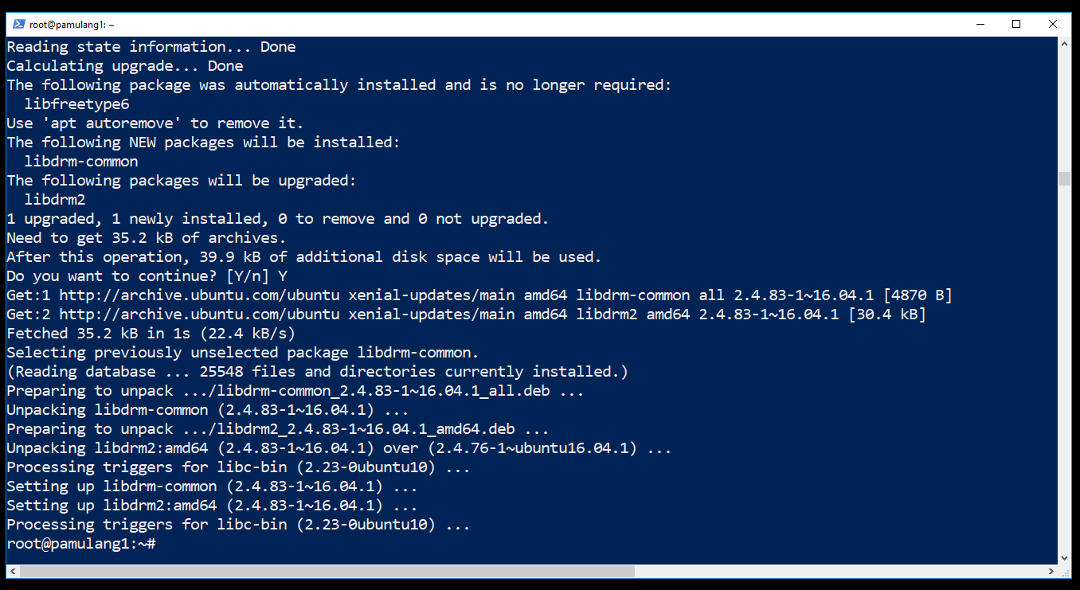 root@pamulang1: ~
Reading state information... Done
Calculating upgrade... Done
The following package was automatically installed and is no longer required:
  libfreetype6
Use 'apt autoremove' to remove it.
The following NEW packages will be installed:
  libdrm-common
The following packages will be upgraded:
  libdrm2
1 upgraded, 1 newly installed, 0 to remove and 0 not upgraded.
Need to get 35.2 kB of archives.
After this operation, 39.9 kB of additional disk space will be used.
Do you want to continue? [Y/n] Y
Get:1 http://archive.ubuntu.com/ubuntu xenial-updates/main amd64 libdrm-common all 2.4.83-1~16.04.1 [4870 B]
Get:2 http://archive.ubuntu.com/ubuntu xenial-updates/main amd64 libdrm2 amd64 2.4.83-1~16.04.1 [30.4 kB]
Fetched 35.2 kB in 1s (22.4 kB/s)
Selecting previously unselected package libdrm-common.
(Reading database ... 25548 files and directories currently installed.)
Preparing to unpack .../libdrm-common_2.4.83-1~16.04.1_all.deb ...
Unpacking libdrm-common (2.4.83-1~16.04.1) ...
Preparing to unpack .../libdrm2_2.4.83-1~16.04.1_amd64.deb ...
Unpacking libdrm2:amd64 (2.4.83-1~16.04.1) over (2.4.76-1~ubuntu16.04.1) ...
Processing triggers for libc-bin (2.23-0ubuntu10) ...
Setting up libdrm-common (2.4.83-1~16.04.1) ...
Setting up libdrm2:amd64 (2.4.83-1~16.04.1) ...
Processing triggers for libc-bin (2.23-0ubuntu10) ...
root@pamulang1:~#